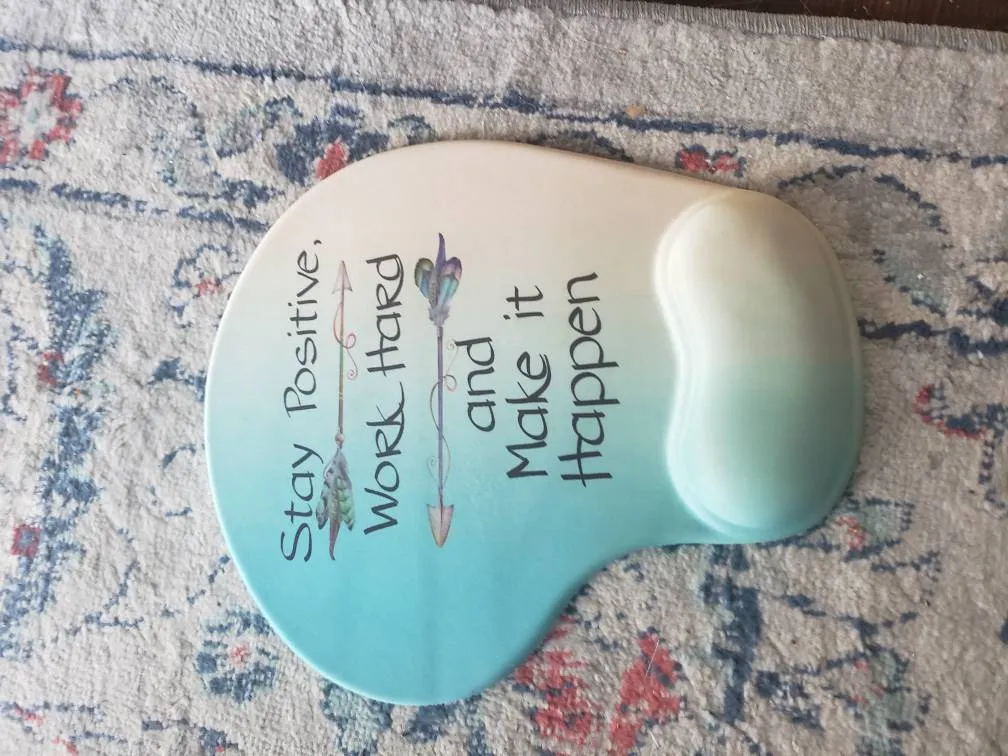 Stay Positive,
Work Hard
and
Make it
Happen